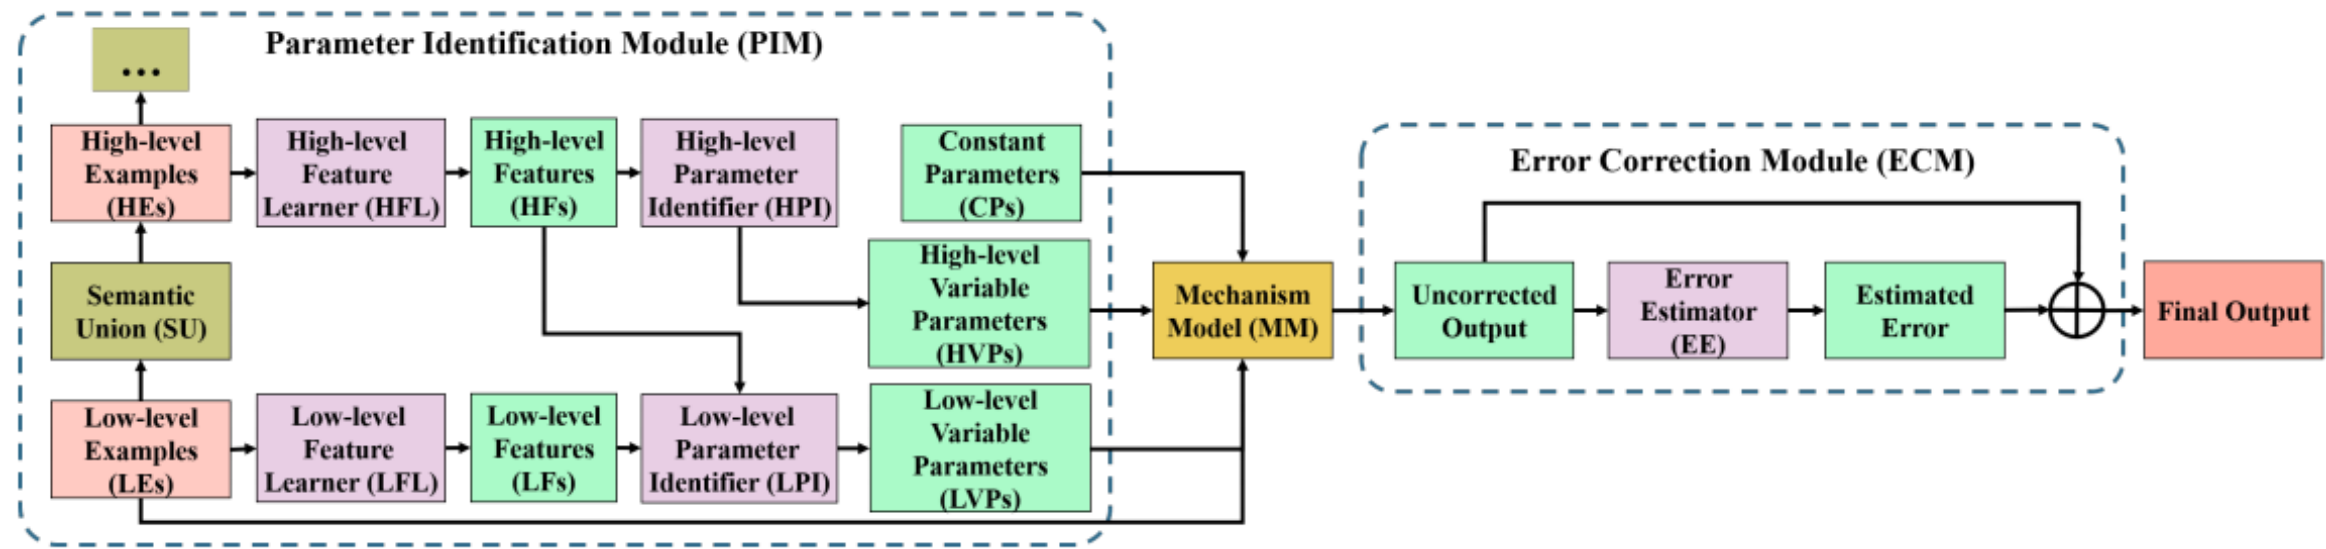 Parameter Identification Module (PIM)
...
High-level
Examples
(HEs)
High-level
Feature
Learner (HFL)
High-level
Features
(HFs)
High-level
Parameter
Identifier (HPI)
Constant
Parameters
(CPs)
Semantic
Union (SU)
High-level
Variable
Parameters
(HVPs)
Low-level
Examples
(LEs)
Low-level
Feature
Learner (LFL)
Low-level
Features
(LFs)
Low-level
Parameter
Identifier (LPI)
Low-level
Variable
Parameters
(LVPs)
Mechanism
Model (MM)
Error Correction Module (ECM)
Uncorrected
Output
Error
Estimator
(EE)
Estimated
Error
Final Output